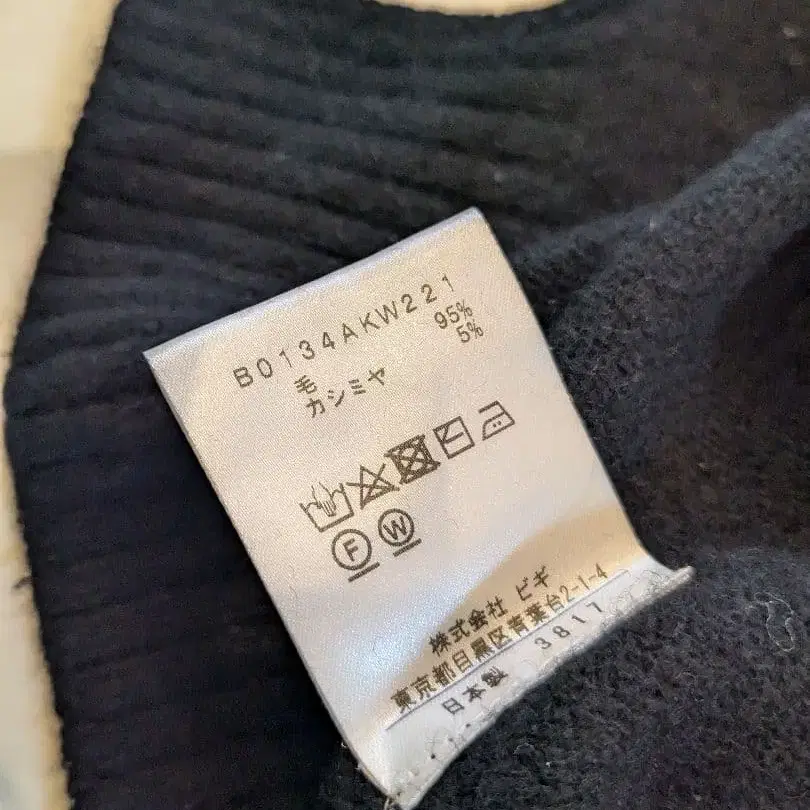 B0134AKW221
毛 95%
カシミヤ 5%
F W
株式会社 ビギ
東京都目黒区青葉台2-1-4
日本製 3817